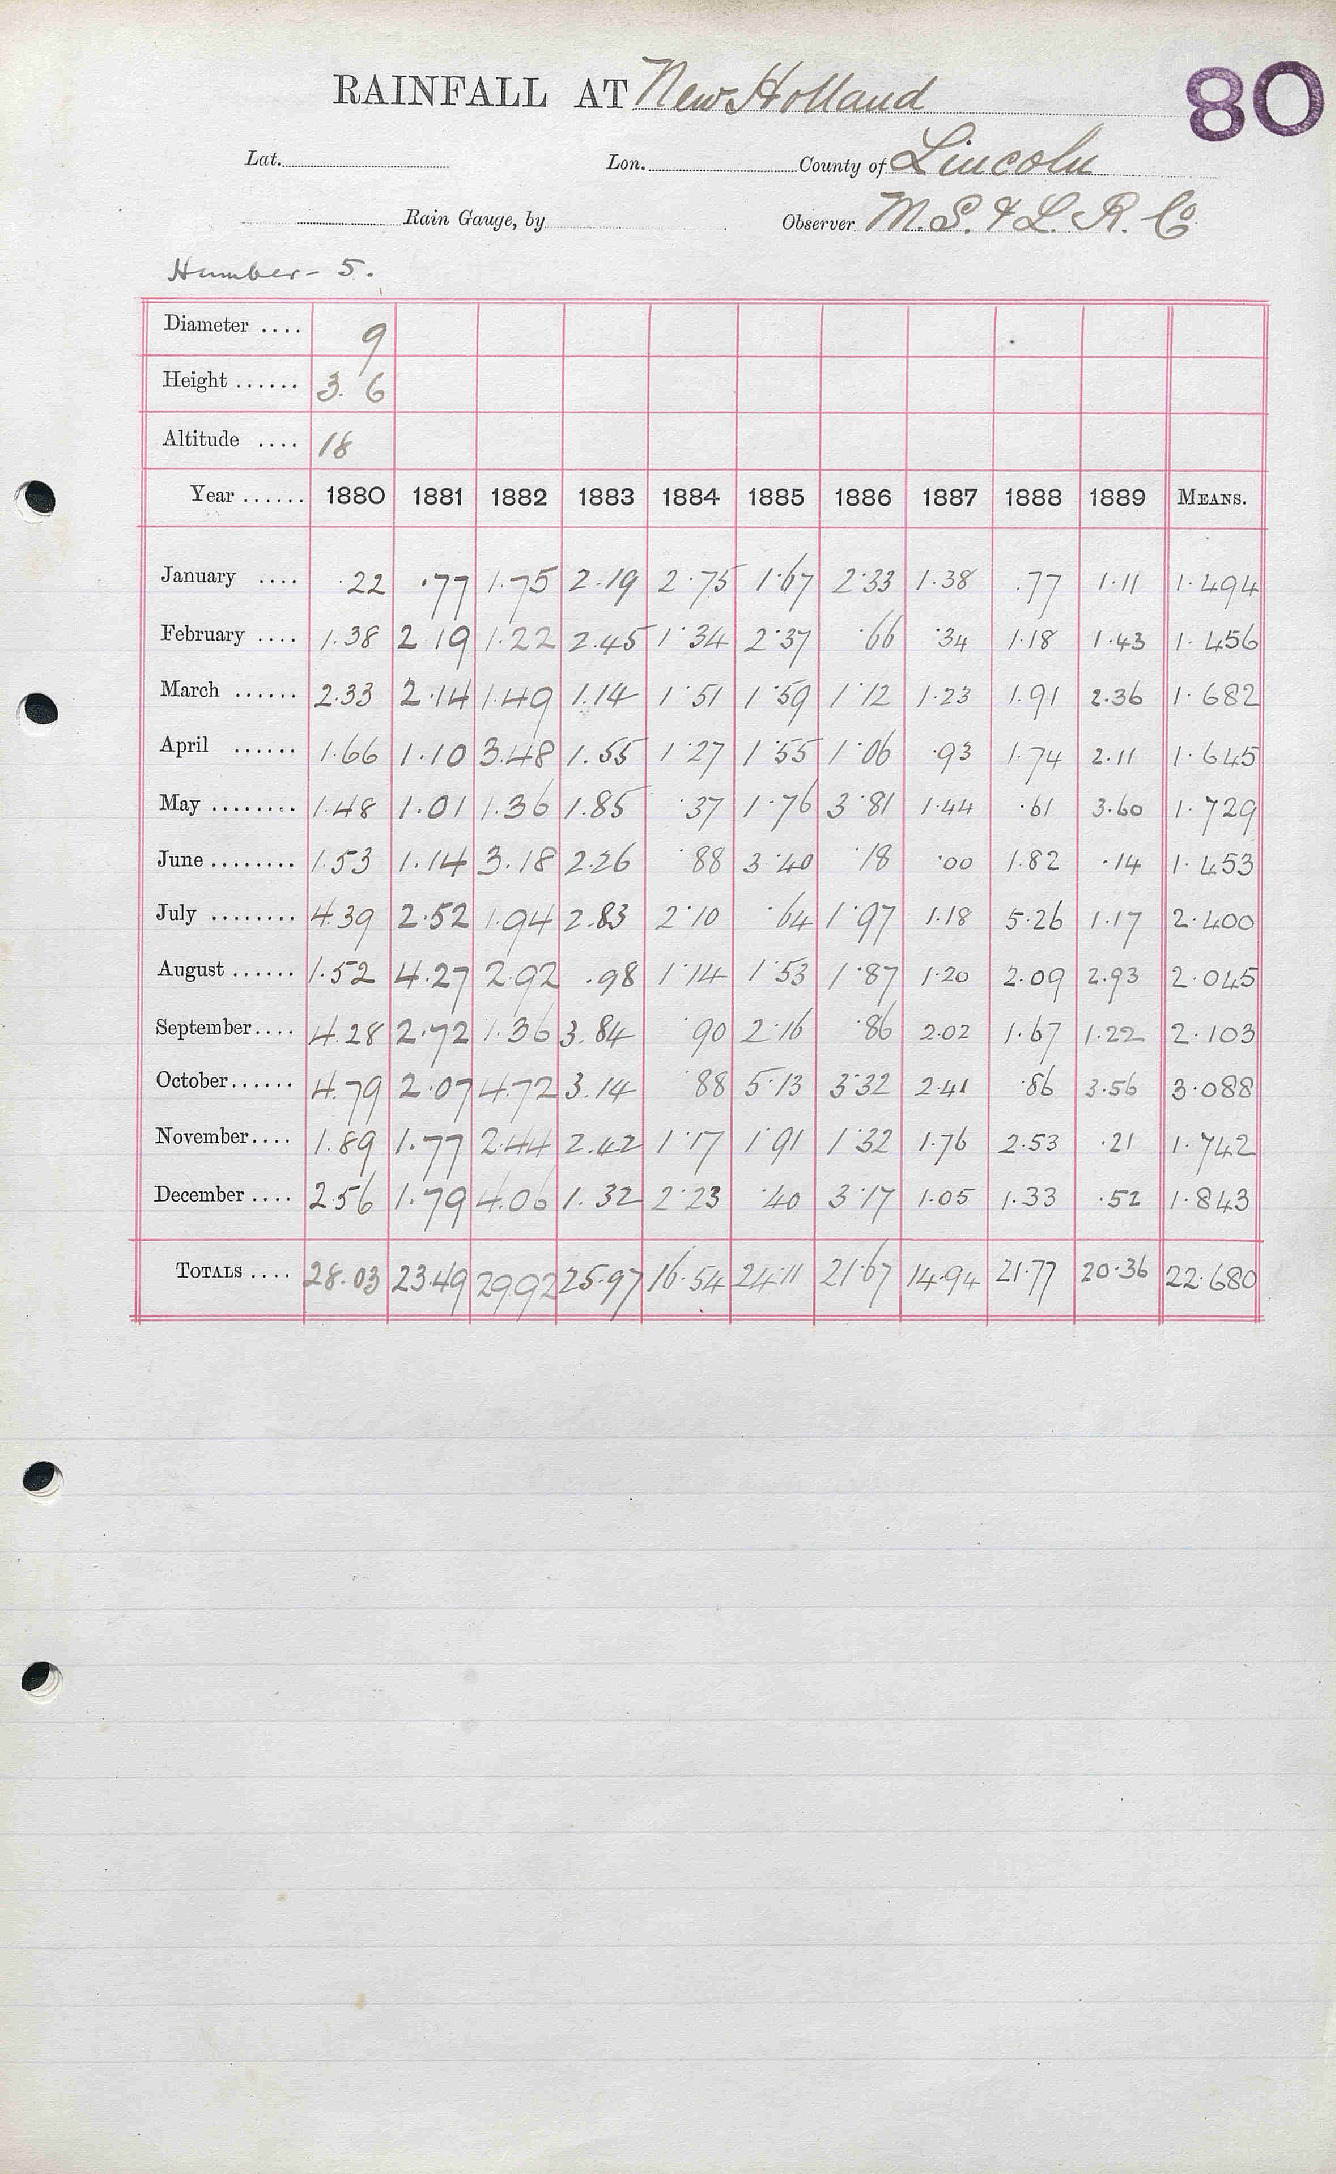 RAINFALL AT New Holland 80
Lat. Lon. County of Lincoln
Rain Gauge, by Observer M. S. & L. R. Co
Humber - 5.
Diameter .... 9
Height ...... 3. 6
Altitude .... 18
Year ...... 1880 1881 1882 1883 1884 1885 1886 1887 1888 1889 MEANS.
January .... .22 .77 1.75 2.19 2.75 1.67 2.33 1.38 .77 1.11 1.494
February .... 1.38 2.19 1.22 2.45 1.34 2.37 .66 .34 1.18 1.43 1.456
March ...... 2.33 2.14 1.49 1.14 1.51 1.59 1.12 1.23 1.91 2.36 1.682
April ...... 1.66 1.10 3.48 1.55 1.27 1.55 1.06 .93 1.74 2.11 1.645
May ........ 1.48 1.01 1.36 1.85 .37 1.76 3.81 1.44 .61 3.60 1.729
June ........ 1.53 1.14 3.18 2.26 .88 3.40 .18 .00 1.82 .14 1.453
July ........ 4.39 2.52 1.94 2.83 2.10 .64 1.97 1.18 5.26 1.17 2.400
August ...... 1.52 4.27 2.92 .98 1.14 1.53 1.87 1.20 2.09 2.93 2.045
September.... 4.28 2.72 1.36 3.84 .90 2.16 .86 2.02 1.67 1.22 2.103
October...... 4.79 2.07 4.72 3.14 .88 5.13 3.32 2.41 .86 3.56 3.088
November.... 1.89 1.77 2.44 2.42 1.17 1.91 1.32 1.76 2.53 .21 1.742
December .... 2.56 1.79 4.06 1.32 2.23 .40 3.17 1.05 1.33 .52 1.843
TOTALS .... 28.03 23.49 29.92 25.97 16.54 24.11 21.67 14.94 21.77 20.36 22.680